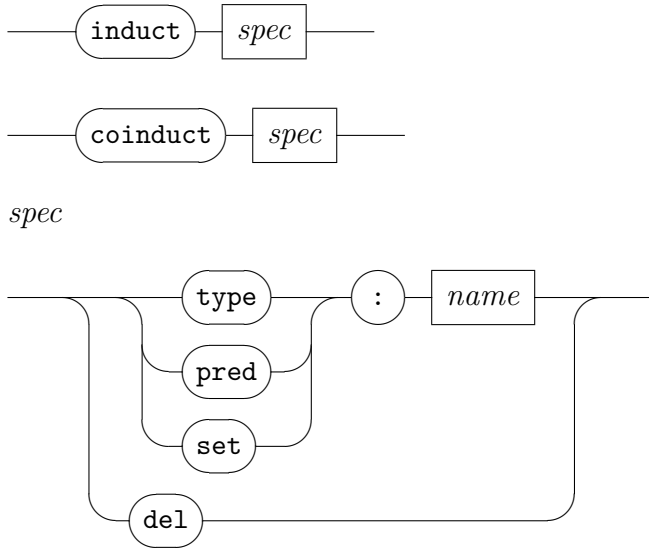 induct spec
coinduct spec
spec
type : name
pred
set
del